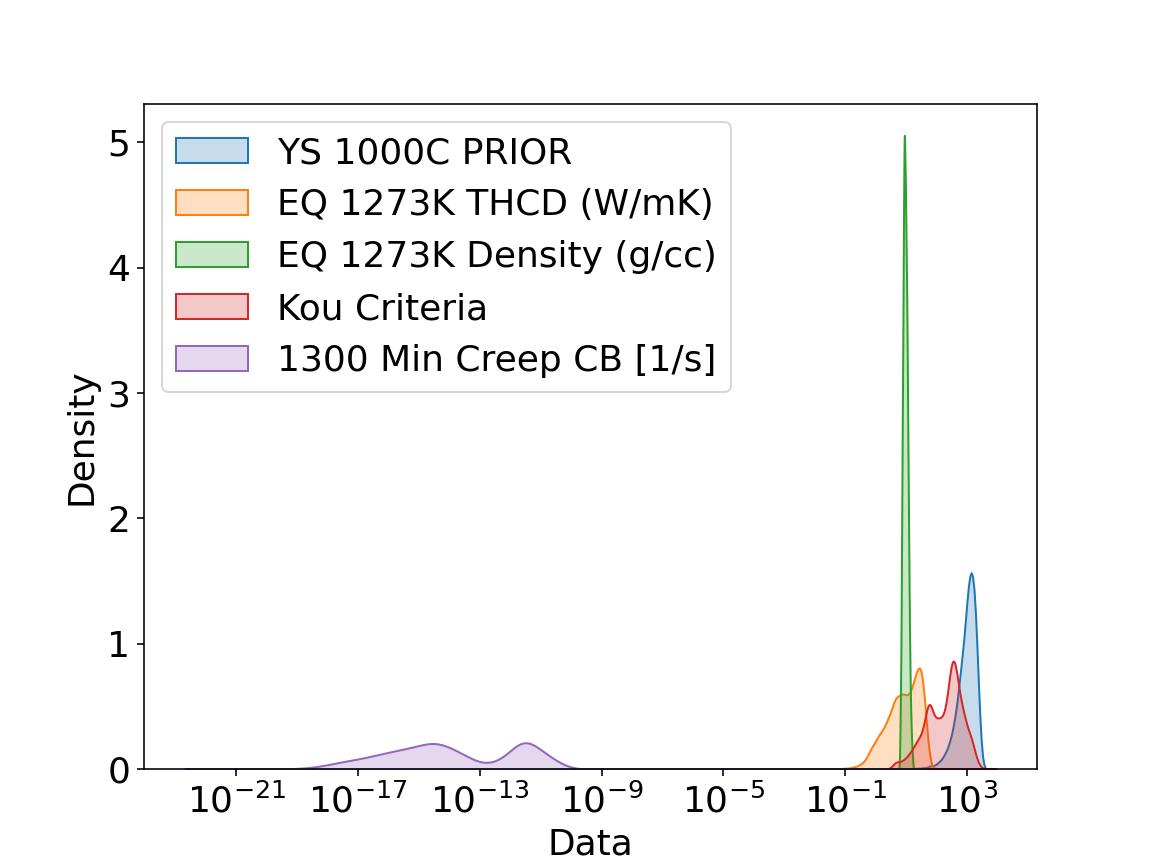 YS 1000C PRIOR
EQ 1273K THCD (W/mK)
EQ 1273K Density (g/cc)
Kou Criteria
1300 Min Creep CB [1/s]
Density
5
4
3
2
1
0
10⁻²¹ 10⁻¹⁷ 10⁻¹³ 10⁻⁹ 10⁻⁵ 10⁻¹ 10³
Data